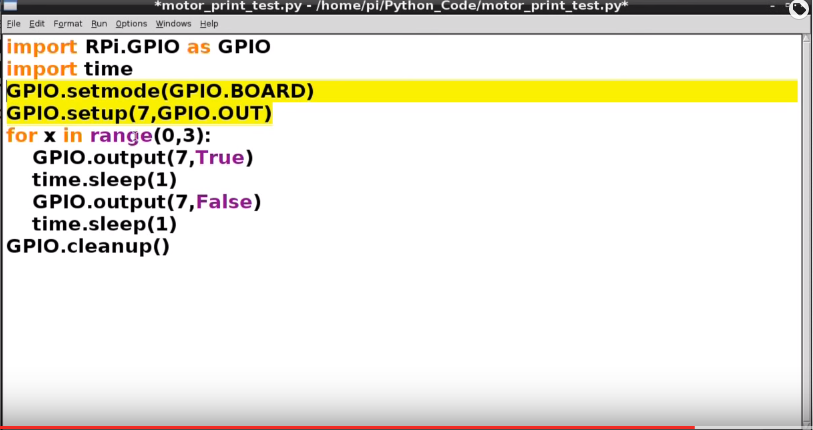 *motor_print_test.py - /home/pi/Python_Code/motor_print_test.py*
File Edit Format Run Options Windows Help
import RPi.GPIO as GPIO
import time
GPIO.setmode(GPIO.BOARD)
GPIO.setup(7,GPIO.OUT)
for x in range(0,3):
    GPIO.output(7,True)
    time.sleep(1)
    GPIO.output(7,False)
    time.sleep(1)
GPIO.cleanup()